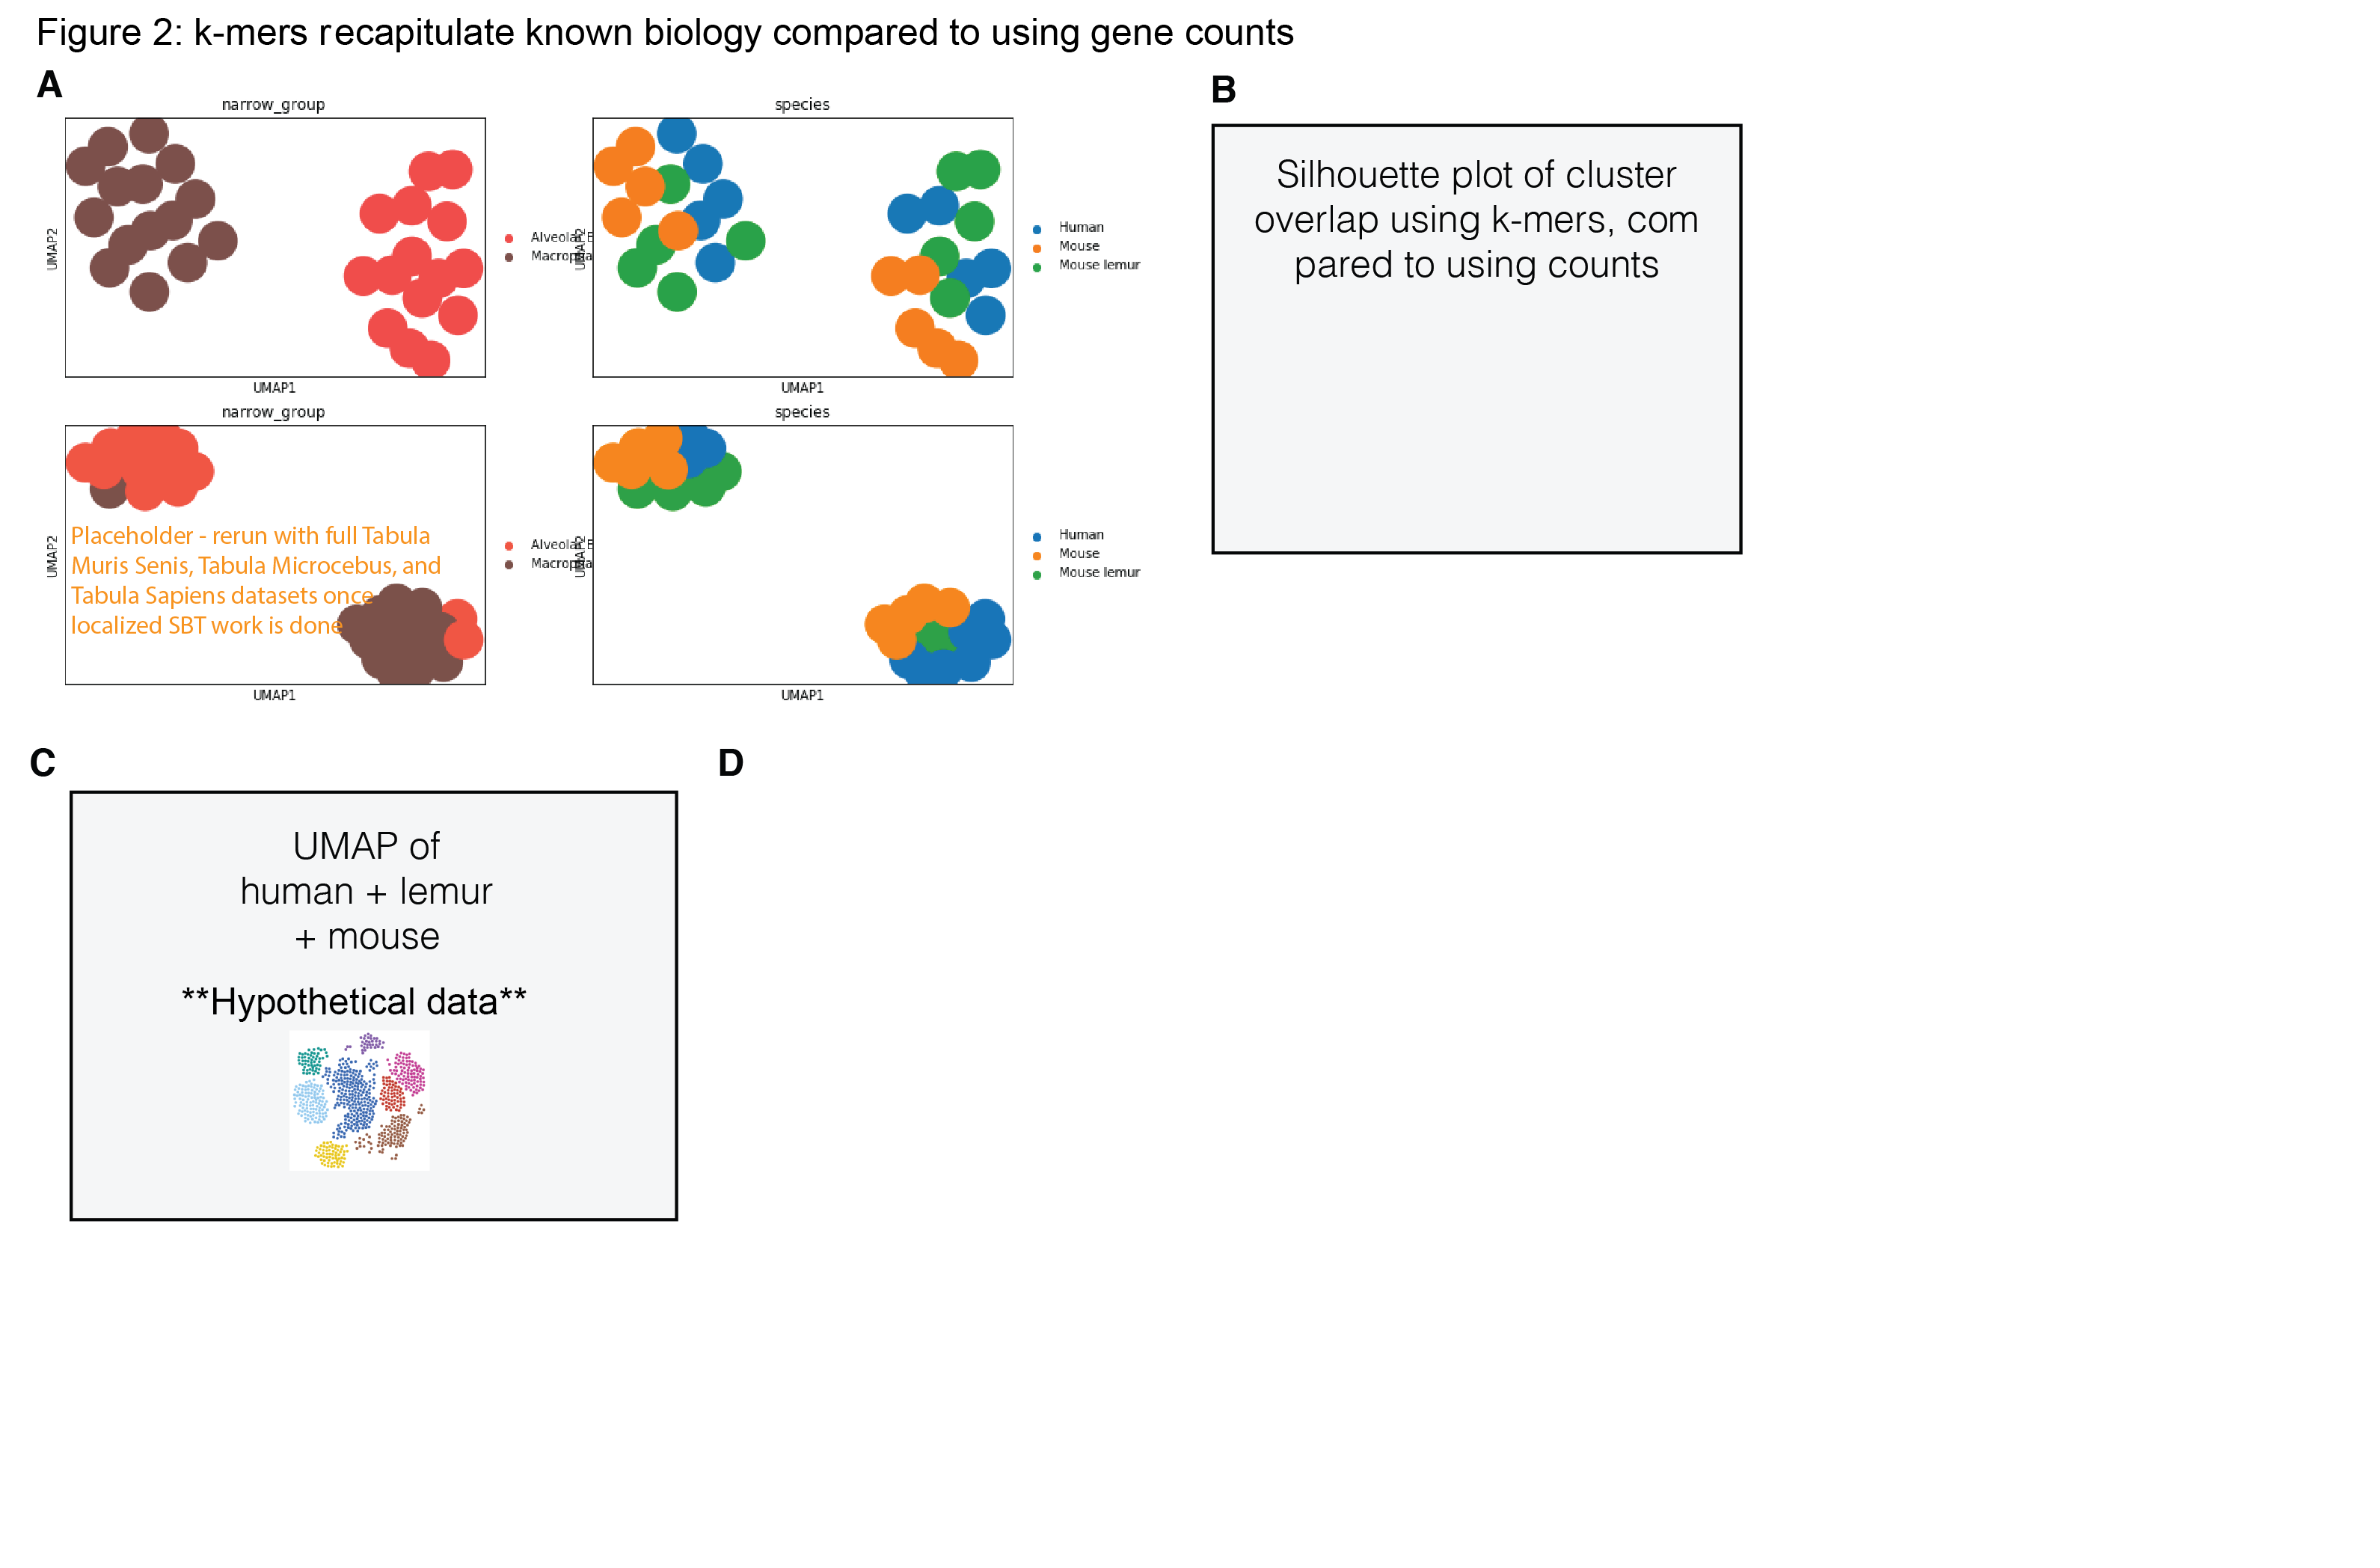 Figure 2: k-mers recapitulate known biology compared to using gene counts
A
narrow_group
UMAP2
UMAP1
Alveolar E
Macropha
species
UMAP2
UMAP1
Human
Mouse
Mouse lemur
narrow_group
UMAP2
UMAP1
Placeholder - rerun with full Tabula
Muris Senis, Tabula Microcebus, and
Tabula Sapiens datasets once
localized SBT work is done
Alveolar E
Macropha
species
UMAP2
UMAP1
Human
Mouse
Mouse lemur
B
Silhouette plot of cluster
overlap using k-mers, com
pared to using counts
C
UMAP of
human + lemur
+ mouse
**Hypothetical data**
D